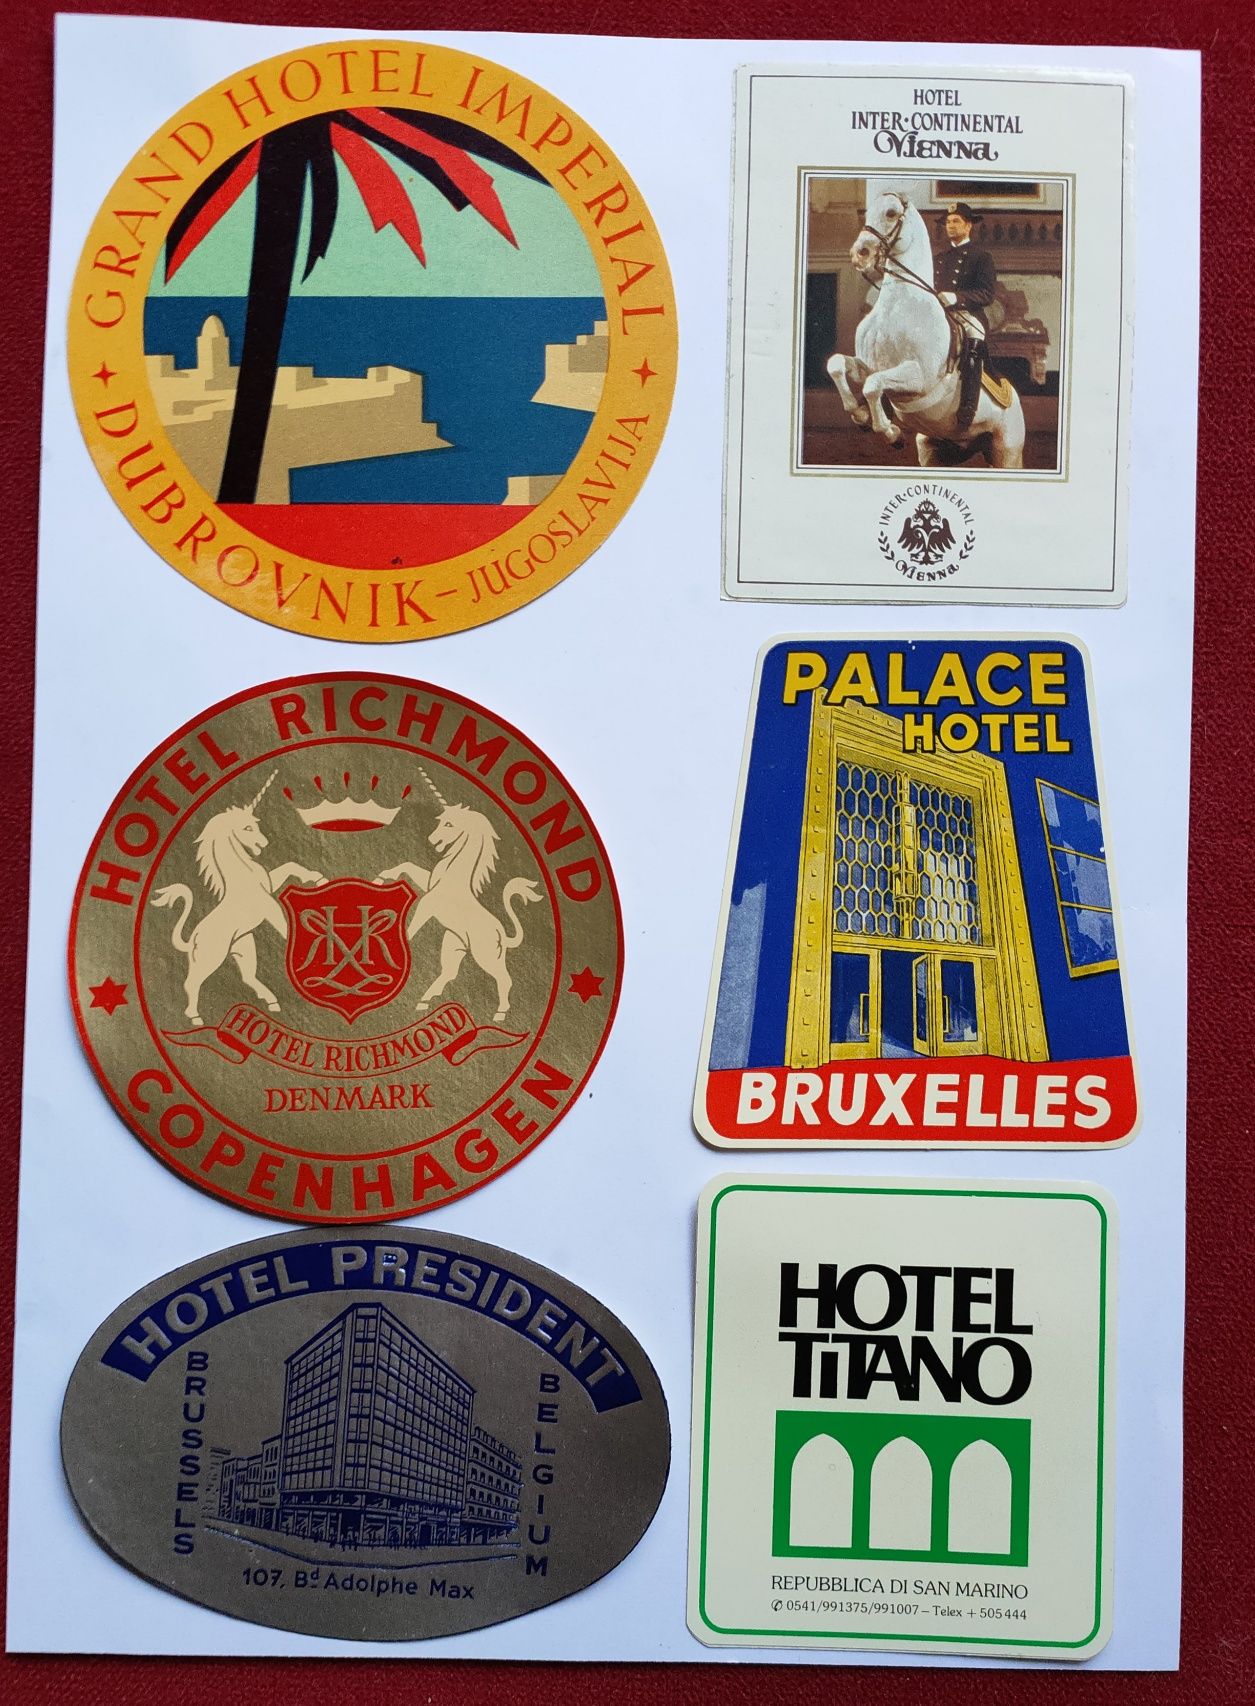 GRAND HOTEL IMPERIAL
DUBROVNIK - JUGOSLAVIJA
HOTEL
INTER·CONTINENTAL
VIENNA
INTER·CONTINENTAL
VIENNA
HOTEL RICHMOND
HR
HOTEL RICHMOND
DENMARK
COPENHAGEN
PALACE
HOTEL
BRUXELLES
HOTEL PRESIDENT
BRUSSELS
BELGIUM
107, Bd Adolphe Max
HOTEL
TiTANO
REPUBBLICA DI SAN MARINO
✆ 0541/991375/991007 – Telex + 505444